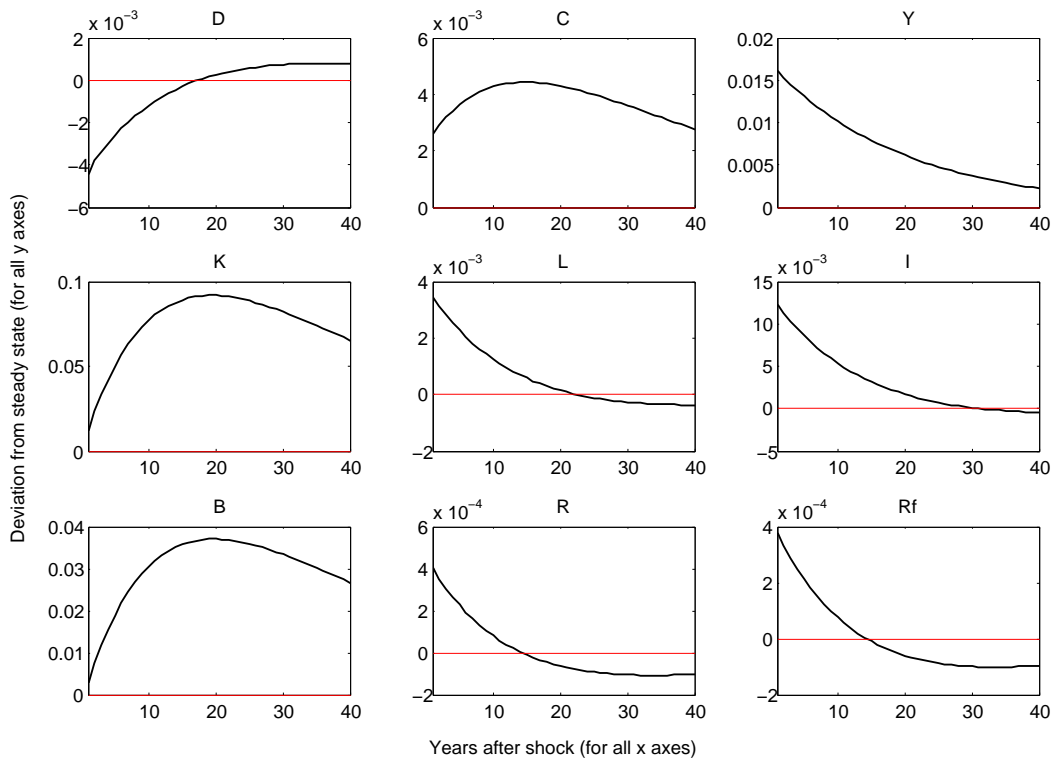 D
x 10⁻³
2
0
−2
−4
−6
10 20 30 40
C
x 10⁻³
6
4
2
0
10 20 30 40
Y
0.02
0.015
0.01
0.005
0
10 20 30 40
K
0.1
0.05
0
10 20 30 40
L
x 10⁻³
4
2
0
−2
10 20 30 40
I
x 10⁻³
15
10
5
0
−5
10 20 30 40
B
0.04
0.03
0.02
0.01
0
10 20 30 40
R
x 10⁻⁴
6
4
2
0
−2
10 20 30 40
Rf
x 10⁻⁴
4
2
0
−2
10 20 30 40
Deviation from steady state (for all y axes)
Years after shock (for all x axes)